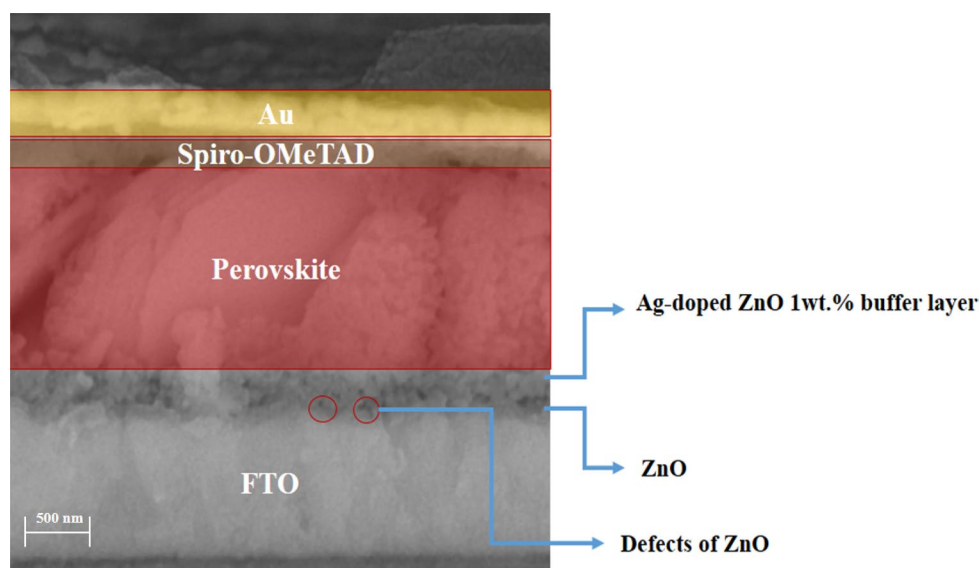 Au
Spiro-OMeTAD
Perovskite
Ag-doped ZnO 1wt.% buffer layer
ZnO
FTO
500 nm
Defects of ZnO